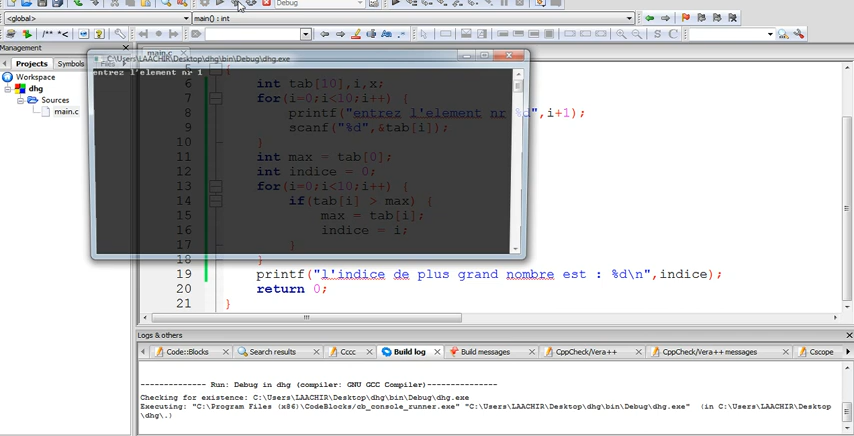 Debug
<global>
main() : int
/** *<
Aa
S C
Management
main.c
Projects Symbols Files
Workspace
dhg
Sources
main.c
C:\Users\LAACHIR\Desktop\dhg\bin\Debug\dhg.exe
entrez l'element nr 1
5 {
6 int tab[10],i,x;
7 for(i=0;i<10;i++) {
8 printf("entrez l'element nr %d",i+1);
9 scanf("%d",&tab[i]);
10 }
11 int max = tab[0];
12 int indice = 0;
13 for(i=0;i<10;i++) {
14 if(tab[i] > max) {
15 max = tab[i];
16 indice = i;
17 }
18 }
19 printf("l'indice de plus grand nombre est : %d\n",indice);
20 return 0;
21 }
Logs & others
Code::Blocks
Search results
Cccc
Build log
Build messages
CppCheck/Vera++
CppCheck/Vera++ messages
Cscope
-------------- Run: Debug in dhg (compiler: GNU GCC Compiler)---------------
Checking for existence: C:\Users\LAACHIR\Desktop\dhg\bin\Debug\dhg.exe
Executing: "C:\Program Files (x86)\CodeBlocks/cb_console_runner.exe" "C:\Users\LAACHIR\Desktop\dhg\bin\Debug\dhg.exe" (in C:\Users\LAACHIR\Desktop
\dhg\.)